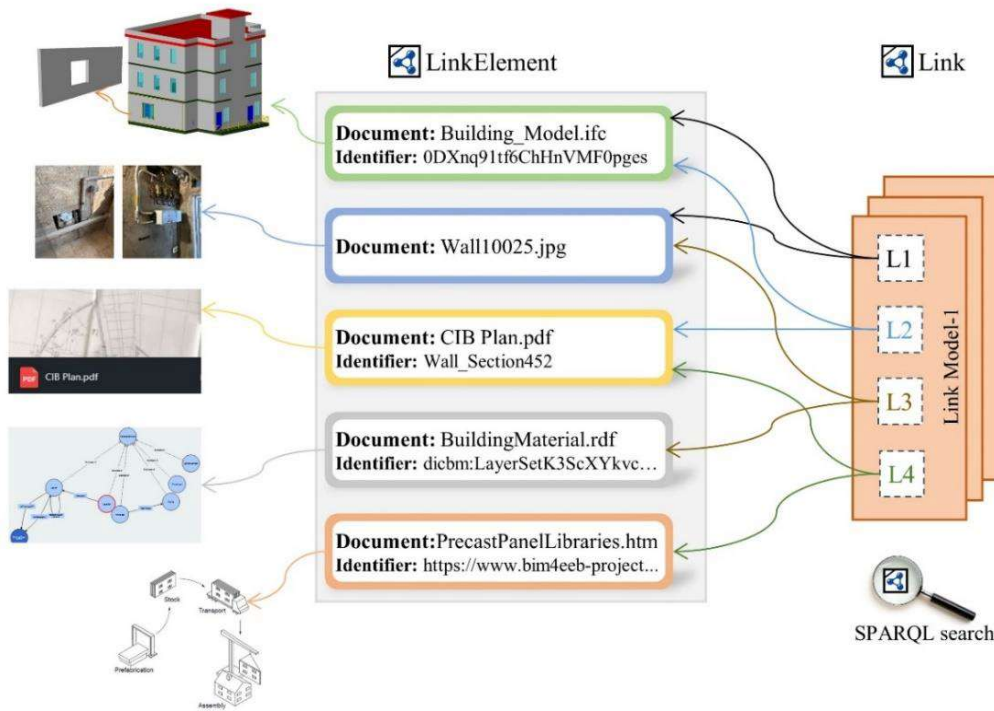 LinkElement
Link
Document: Building_Model.ifc
Identifier: 0DXnq91tf6ChHnVMF0pges
Document: Wall10025.jpg
Document: CIB Plan.pdf
Identifier: Wall_Section452
PDF
CIB Plan.pdf
Document: BuildingMaterial.rdf
Identifier: dicbm:LayerSetK3ScXYkvc...
Document:PrecastPanelLibraries.htm
Identifier: https://www.bim4eeb-project...
L1
L2
L3
L4
Link Model-1
Stock
Transport
Prefabrication
Assembly
SPARQL search